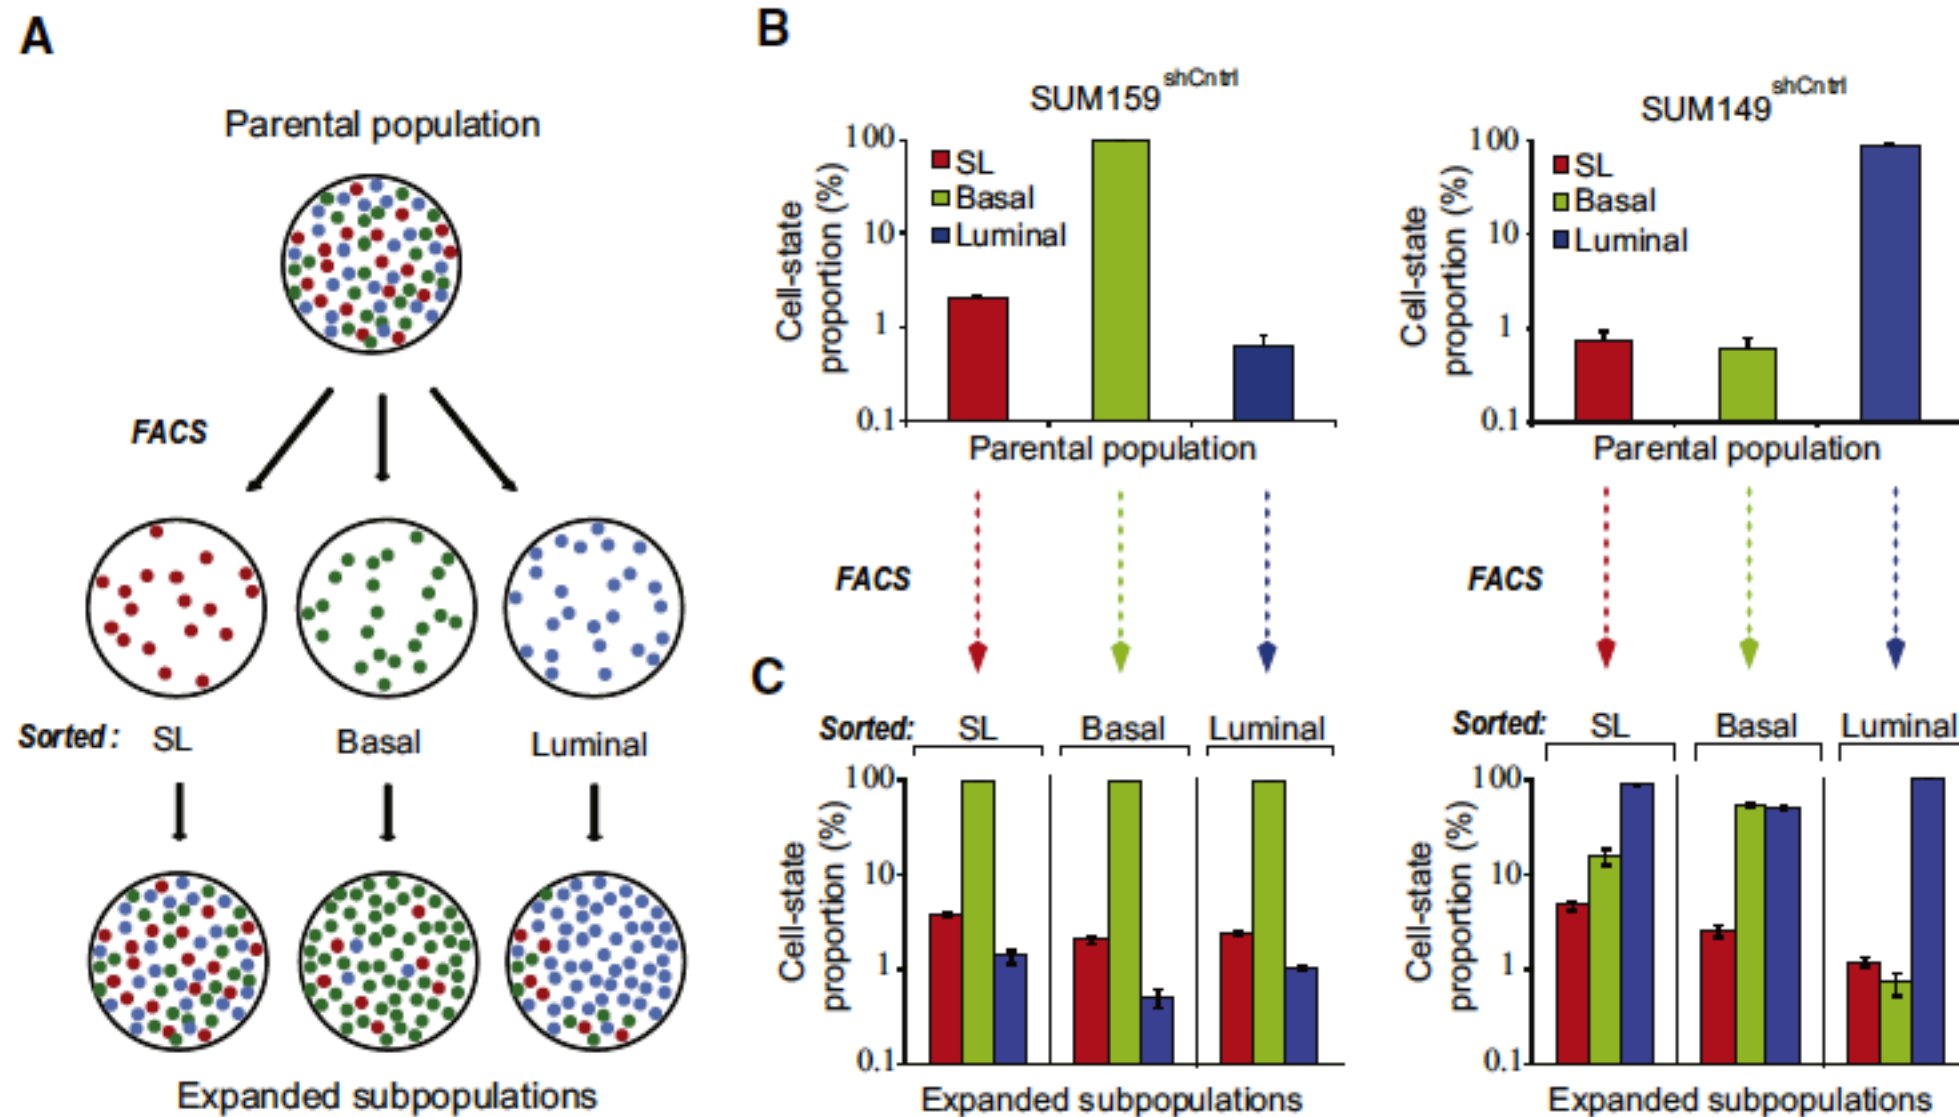 A
Parental population
FACS
Sorted : SL Basal Luminal
Expanded subpopulations
B
SUM159shCntrl
Cell-state
proportion (%)
100
10
1
0.1
SL
Basal
Luminal
Parental population
FACS
SUM149shCntrl
Cell-state
proportion (%)
100
10
1
0.1
SL
Basal
Luminal
Parental population
FACS
C
Sorted: SL Basal Luminal
Cell-state
proportion (%)
100
10
1
0.1
Expanded subpopulations
Sorted: SL Basal Luminal
Cell-state
proportion (%)
100
10
1
0.1
Expanded subpopulations